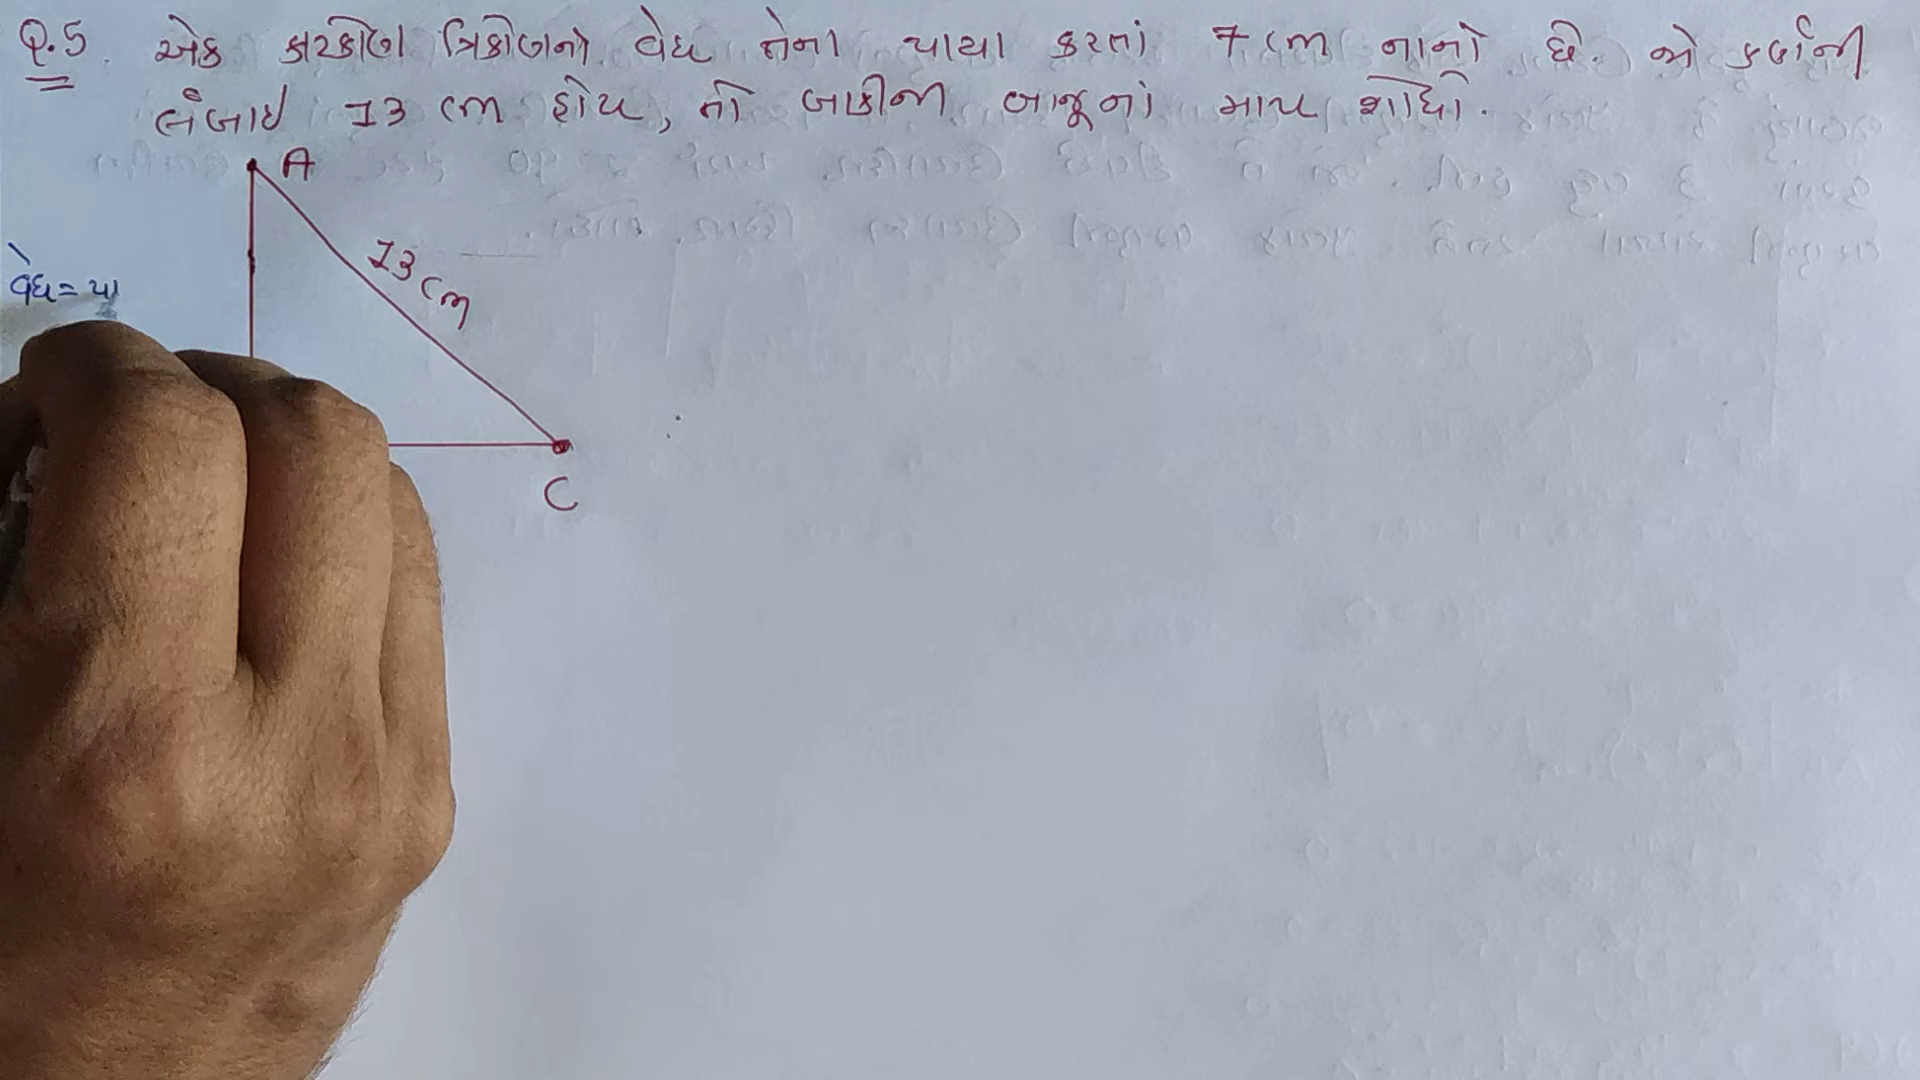 Q.5. એક કાટકોણ ત્રિકોણનો વેધ તેના પાયા કરતાં 7 cm નાનો છે. જો કર્ણની
લંબાઇ 13 cm હોય, તો બાકીની બાજૂનાં માપ શોધો.
A
13 cm
વેધ = પા
C